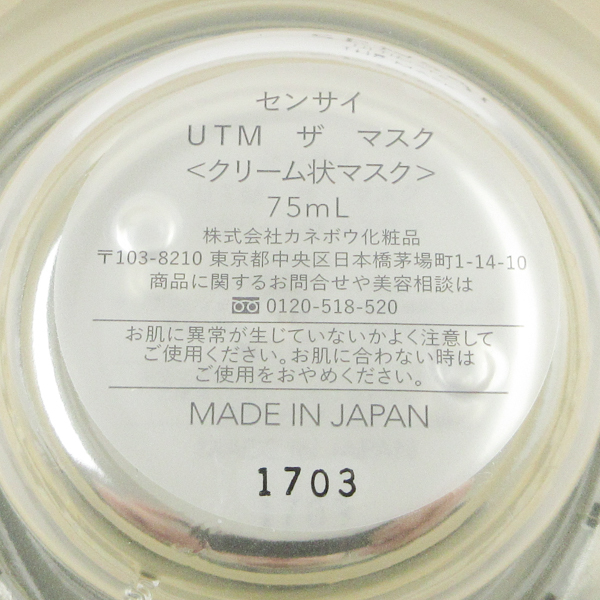 センサイ
UTM ザ マスク
<クリーム状マスク>
75mL
株式会社カネボウ化粧品
〒103-8210 東京都中央区日本橋茅場町1-14-10
商品に関するお問合せや美容相談は
0120-518-520
お肌に異常が生じていないかよく注意して
ご使用ください。お肌に合わない時は
ご使用をおやめください。
MADE IN JAPAN
1703